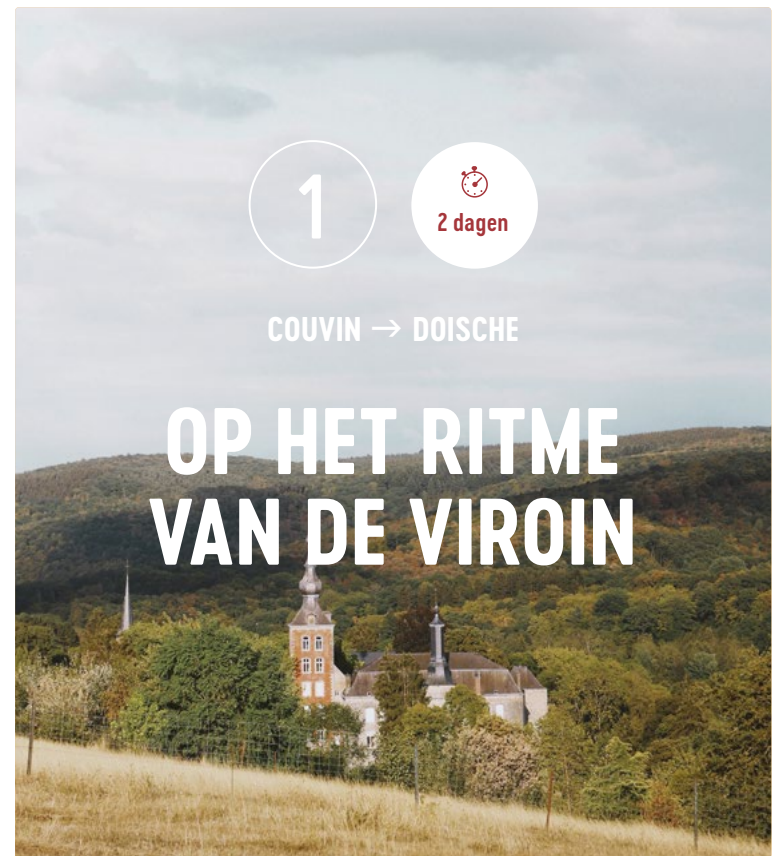 1
2 dagen
COUVIN → DOISCHE
OP HET RITME
VAN DE VIROIN